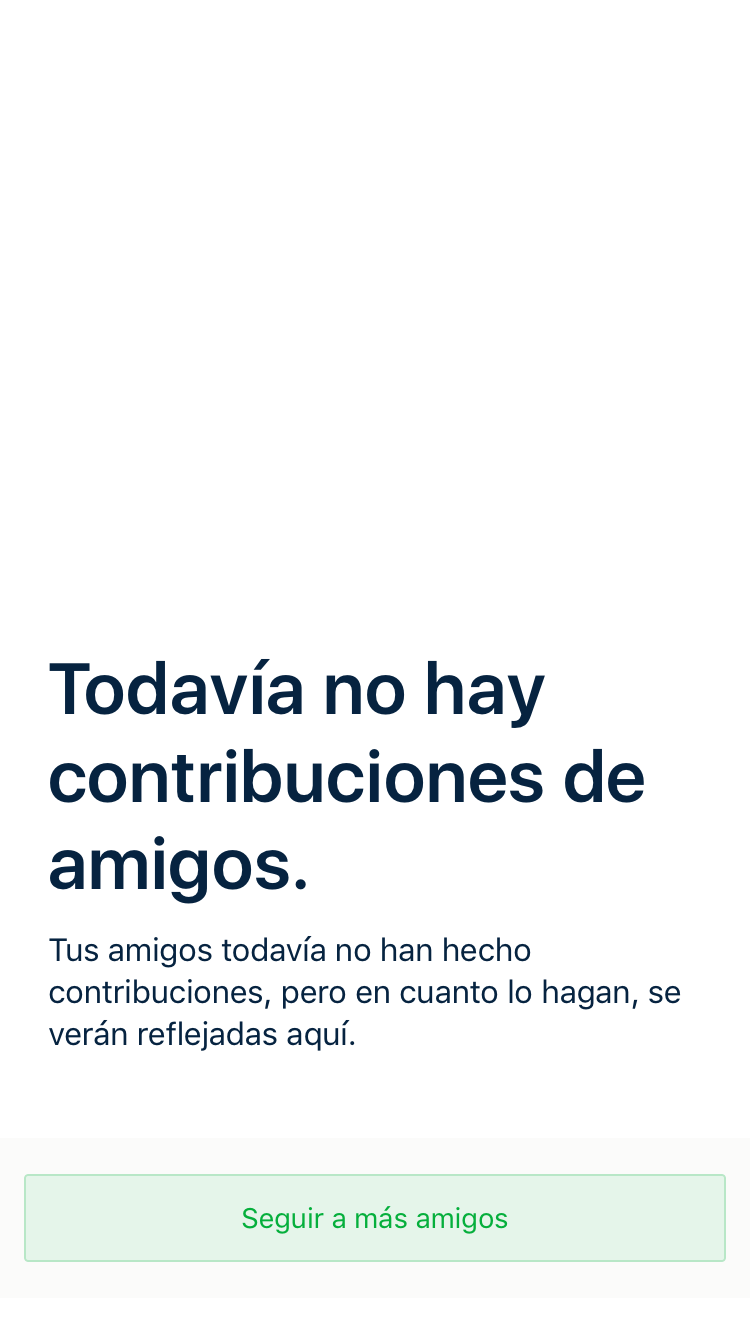 Todavía no hay
contribuciones de
amigos.
Tus amigos todavía no han hecho
contribuciones, pero en cuanto lo hagan, se
verán reflejadas aquí.
Seguir a más amigos